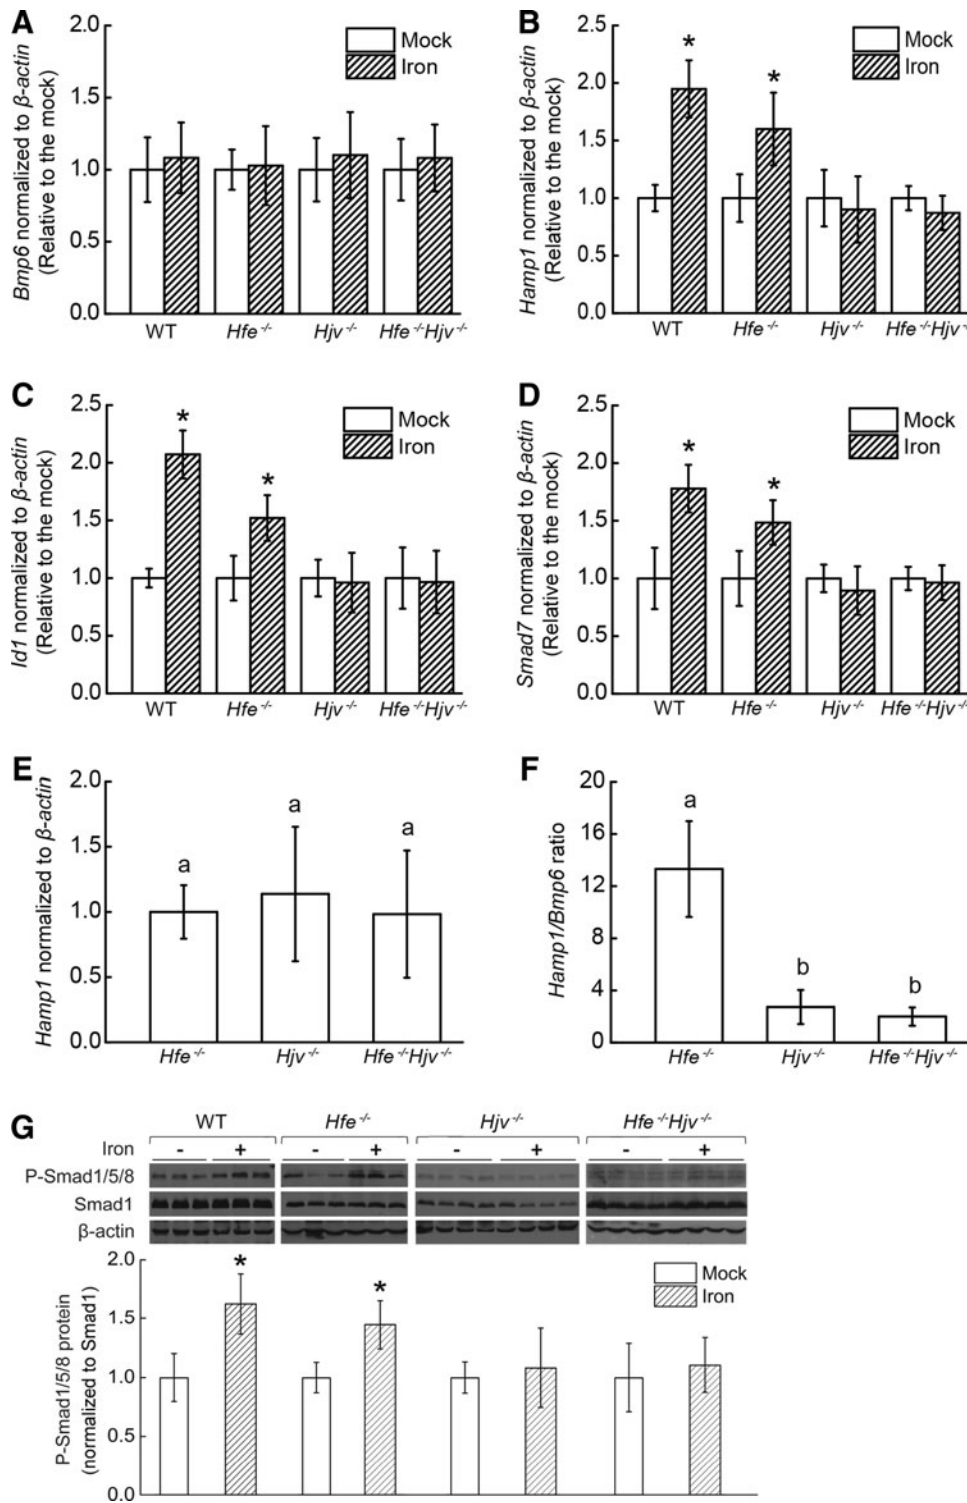 A
Bmp6 normalized to β-actin
(Relative to the mock)
2.0
1.5
1.0
0.5
0.0
Mock
Iron
WT
Hfe -/-
Hjv -/-
Hfe -/-Hjv -/-
B
Hamp1 normalized to β-actin
(Relative to the mock)
2.5
2.0
1.5
1.0
0.5
0.0
Mock
Iron
*
*
WT
Hfe -/-
Hjv -/-
Hfe -/-Hjv -/-
C
Id1 normalized to β-actin
(Relative to the mock)
2.5
2.0
1.5
1.0
0.5
0.0
Mock
Iron
*
*
WT
Hfe -/-
Hjv -/-
Hfe -/-Hjv -/-
D
Smad7 normalized to β-actin
(Relative to the mock)
2.5
2.0
1.5
1.0
0.5
0.0
Mock
Iron
*
*
WT
Hfe -/-
Hjv -/-
Hfe -/-Hjv -/-
E
Hamp1 normalized to β-actin
2.0
1.5
1.0
0.5
0.0
a
a
a
Hfe -/-
Hjv -/-
Hfe -/-Hjv -/-
F
Hamp1/Bmp6 ratio
20
16
12
8
4
0
a
b
b
Hfe -/-
Hjv -/-
Hfe -/-Hjv -/-
G
WT
Hfe -/-
Hjv -/-
Hfe -/-Hjv -/-
Iron - + - + - + - +
P-Smad1/5/8
Smad1
β-actin
P-Smad1/5/8 protein
(normalized to Smad1)
2.0
1.5
1.0
0.5
0.0
Mock
Iron
*
*